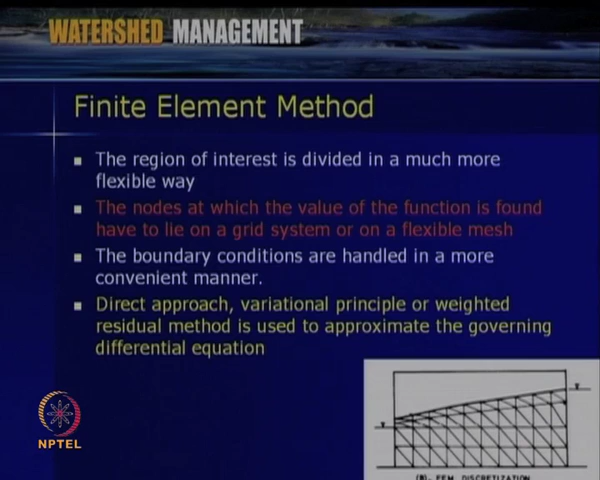 WATERSHED MANAGEMENT
Finite Element Method
The region of interest is divided in a much more
flexible way
The nodes at which the value of the function is found
have to lie on a grid system or on a flexible mesh
The boundary conditions are handled in a more
convenient manner.
Direct approach, variational principle or weighted
residual method is used to approximate the governing
differential equation
NPTEL
(B). FEM DISCRETIZATION